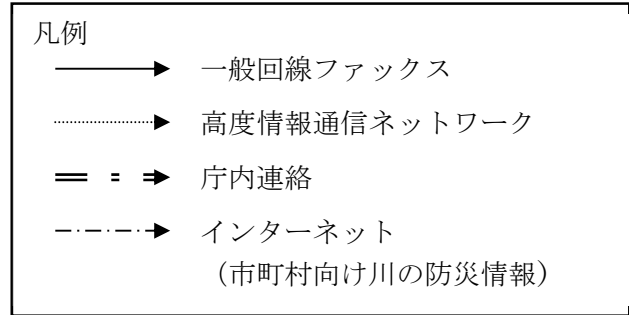 凡例
一般回線ファックス
高度情報通信ネットワーク
庁内連絡
インターネット
（市町村向け川の防災情報）